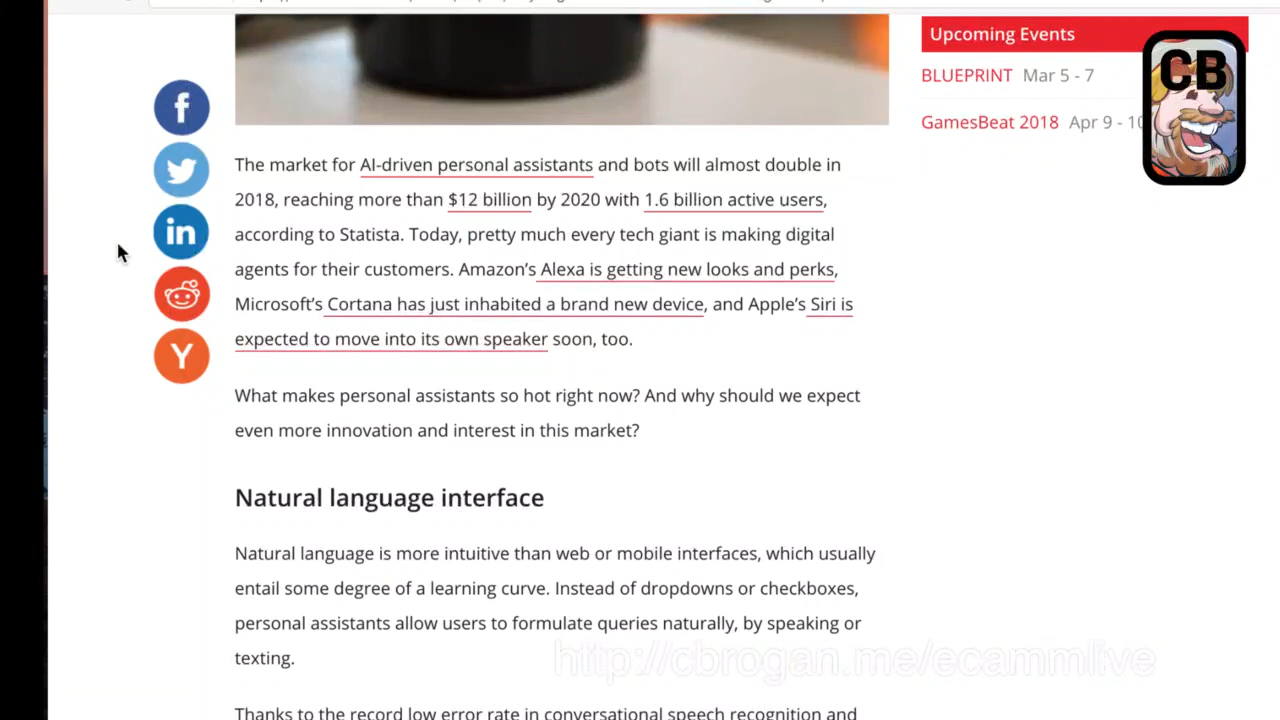 Upcoming Events
BLUEPRINT Mar 5 - 7
GamesBeat 2018 Apr 9 - 10
CB
f
in
Y
The market for AI-driven personal assistants and bots will almost double in
2018, reaching more than $12 billion by 2020 with 1.6 billion active users,
according to Statista. Today, pretty much every tech giant is making digital
agents for their customers. Amazon’s Alexa is getting new looks and perks,
Microsoft’s Cortana has just inhabited a brand new device, and Apple’s Siri is
expected to move into its own speaker soon, too.
What makes personal assistants so hot right now? And why should we expect
even more innovation and interest in this market?
Natural language interface
Natural language is more intuitive than web or mobile interfaces, which usually
entail some degree of a learning curve. Instead of dropdowns or checkboxes,
personal assistants allow users to formulate queries naturally, by speaking or
texting.
http://cbrogan.me/ecammlive
Thanks to the record low error rate in conversational speech recognition and